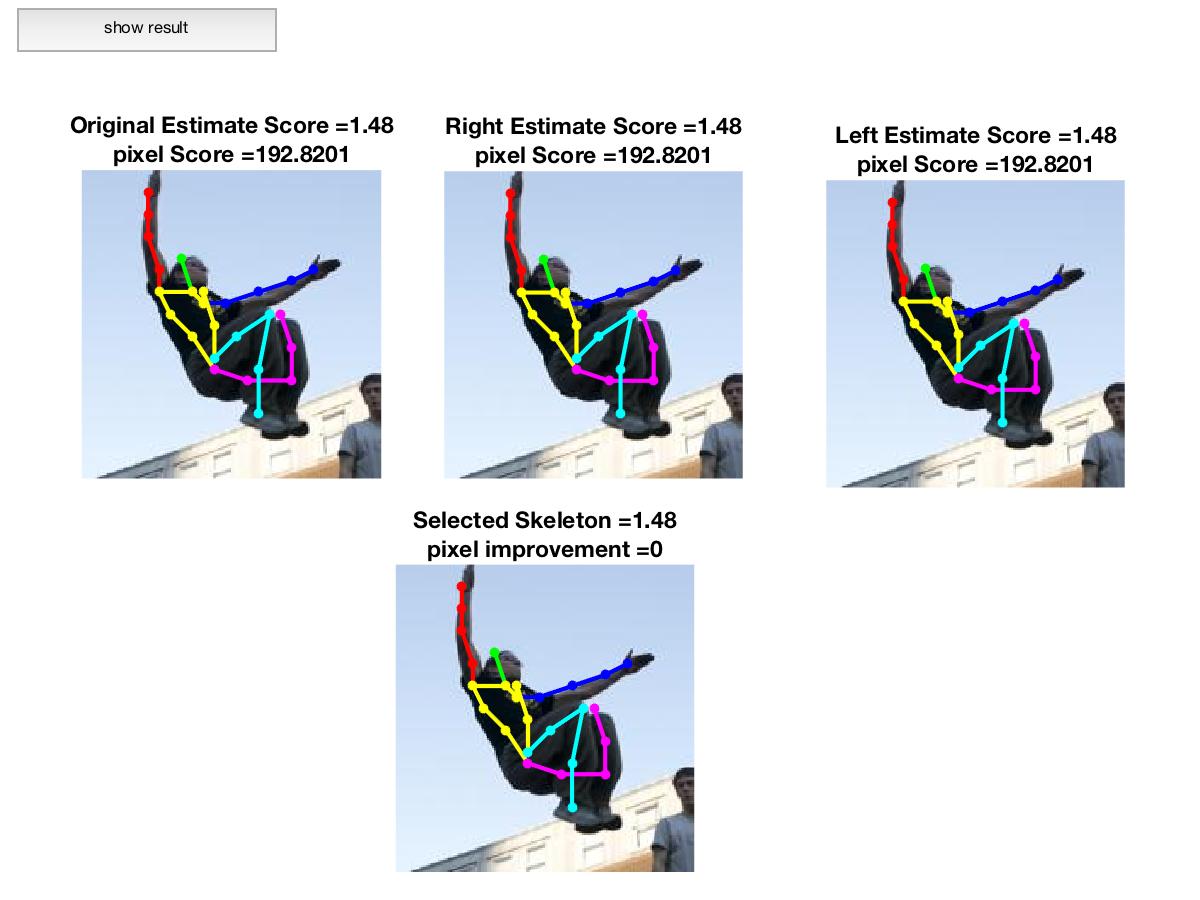 show result
Original Estimate Score =1.48
pixel Score =192.8201
Right Estimate Score =1.48
pixel Score =192.8201
Left Estimate Score =1.48
pixel Score =192.8201
Selected Skeleton =1.48
pixel improvement =0